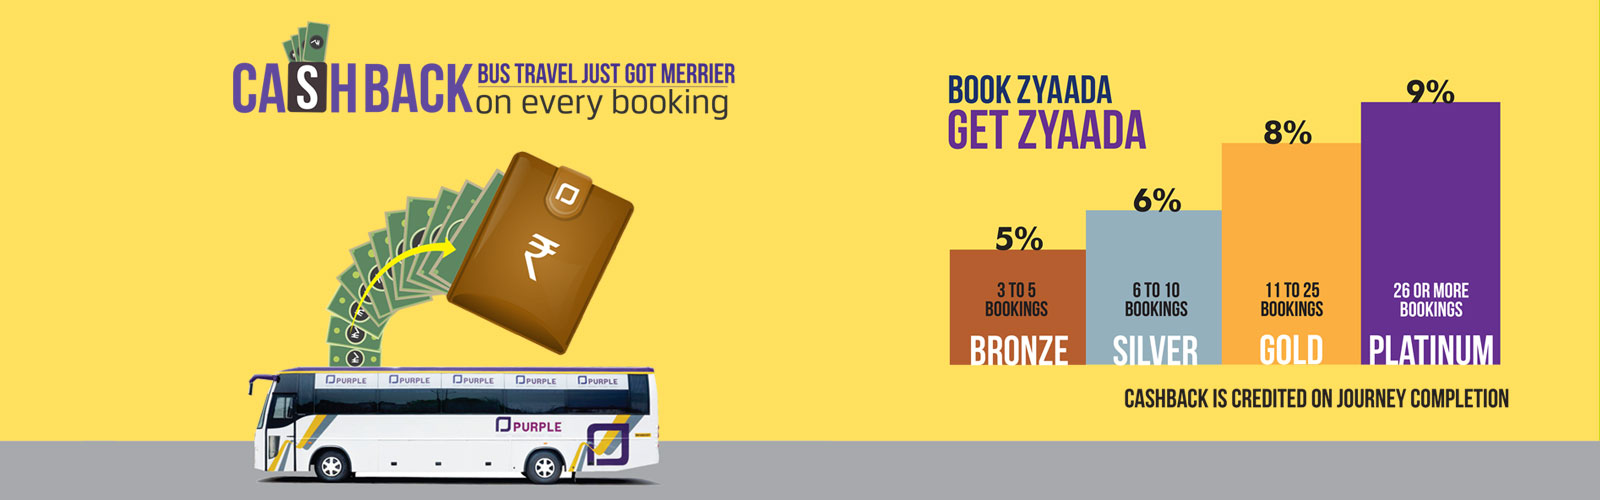 CASHBACK
BUS TRAVEL JUST GOT MERRIER
on every booking
₹
PURPLE PURPLE PURPLE PURPLE PURPLE
PURPLE
BOOK ZYAADA
GET ZYAADA
5%
3 TO 5
BOOKINGS
BRONZE
6%
6 TO 10
BOOKINGS
SILVER
8%
11 TO 25
BOOKINGS
GOLD
9%
26 OR MORE
BOOKINGS
PLATINUM
CASHBACK IS CREDITED ON JOURNEY COMPLETION